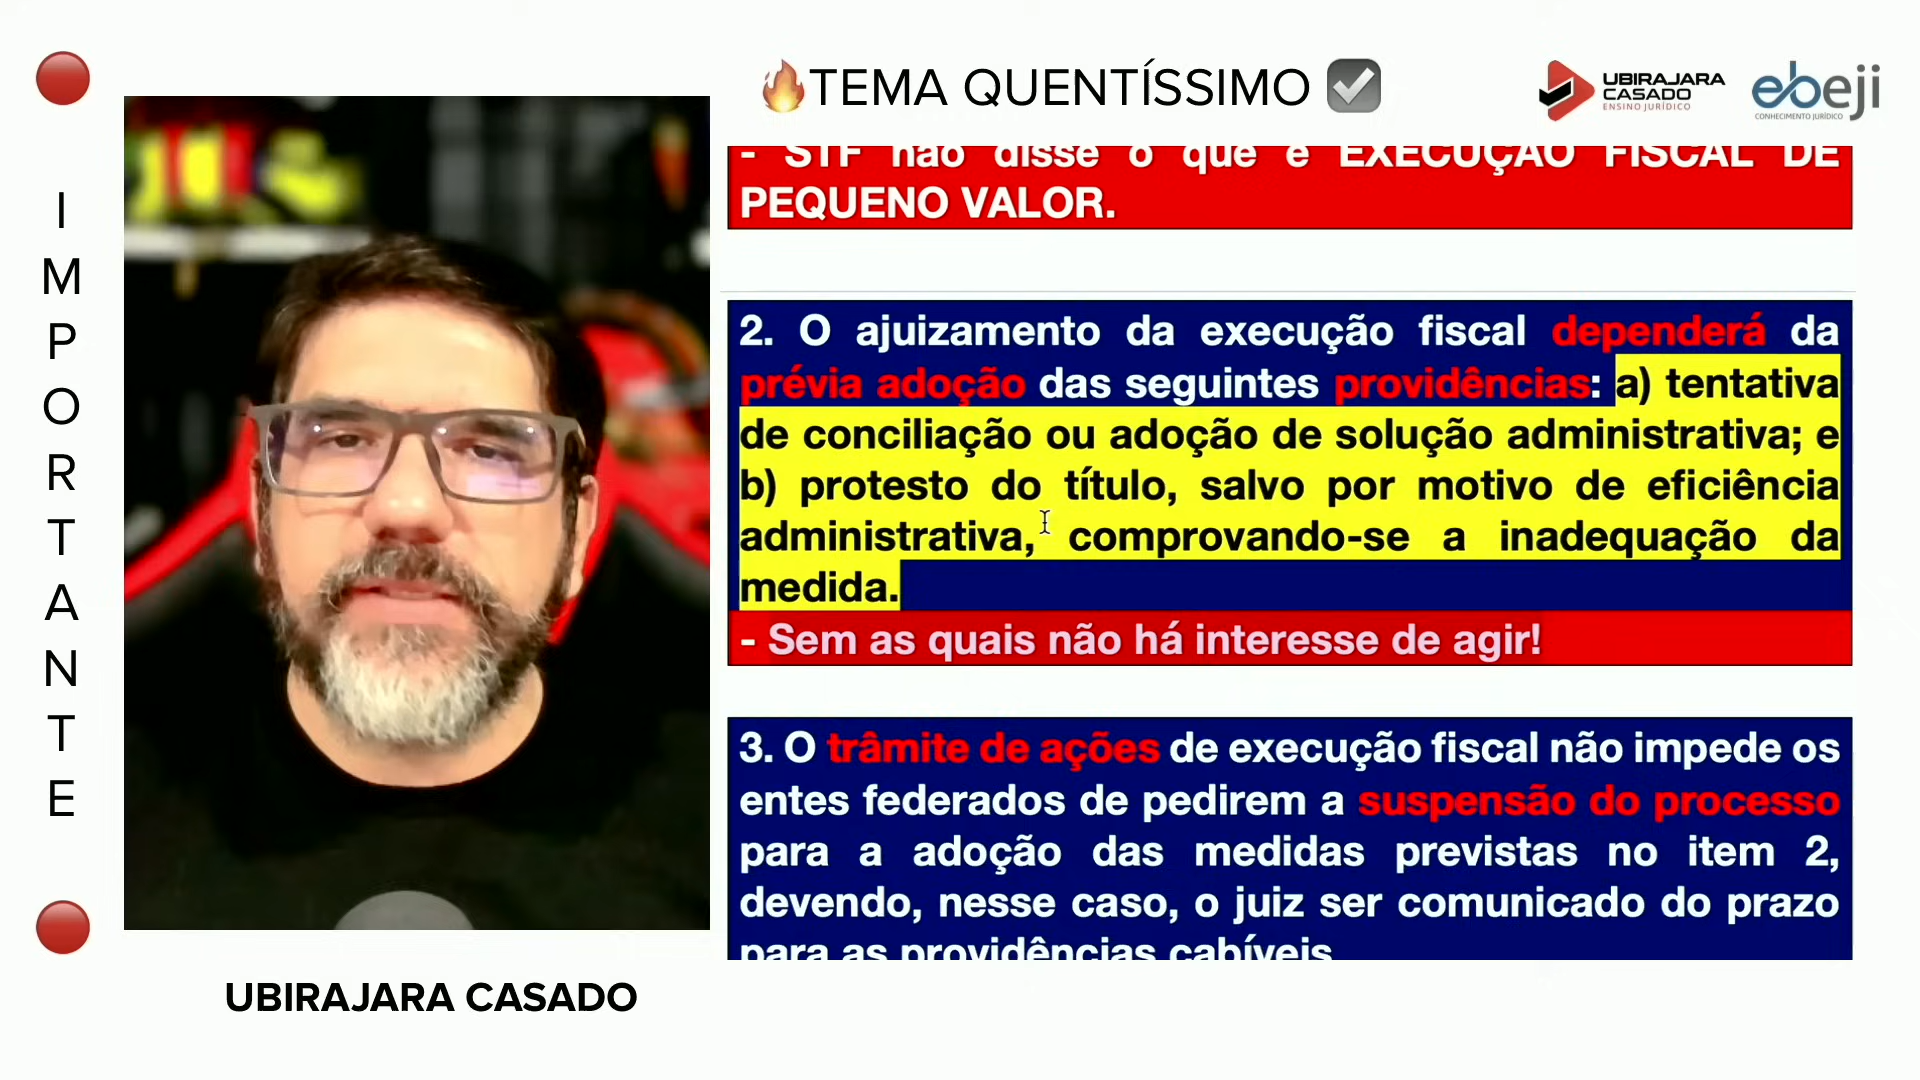 TEMA QUENTÍSSIMO
UBIRAJARA
CASADO
ENSINO JURÍDICO
ebeji
CONHECIMENTO JURÍDICO
I
M
P
O
R
T
A
N
T
E
- STF não disse o que é EXECUÇÃO FISCAL DE
PEQUENO VALOR.
2. O ajuizamento da execução fiscal dependerá da
prévia adoção das seguintes providências: a) tentativa
de conciliação ou adoção de solução administrativa; e
b) protesto do título, salvo por motivo de eficiência
administrativa, comprovando-se a inadequação da
medida.
- Sem as quais não há interesse de agir!
3. O trâmite de ações de execução fiscal não impede os
entes federados de pedirem a suspensão do processo
para a adoção das medidas previstas no item 2,
devendo, nesse caso, o juiz ser comunicado do prazo
para as providências cabíveis
UBIRAJARA CASADO